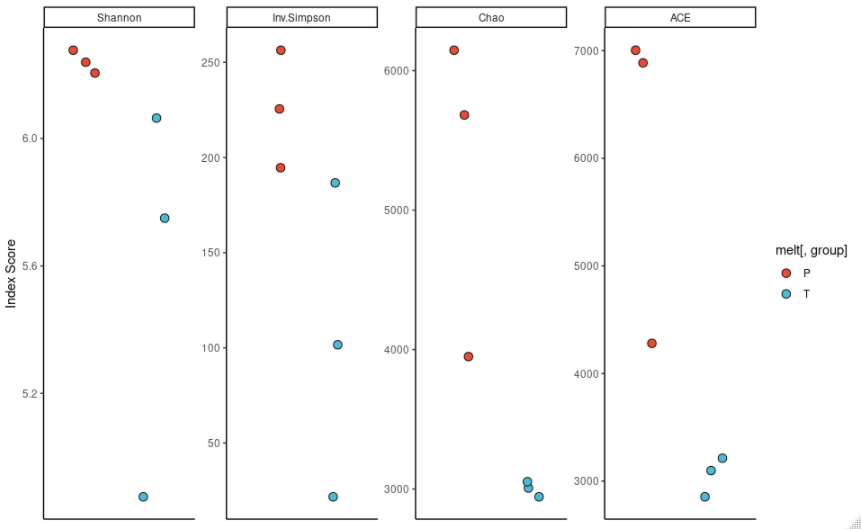 Shannon
Inv.Simpson
Chao
ACE
Index Score
6.0
5.6
5.2
250
200
150
100
50
6000
5000
4000
3000
7000
6000
5000
4000
3000
melt[, group]
P
T